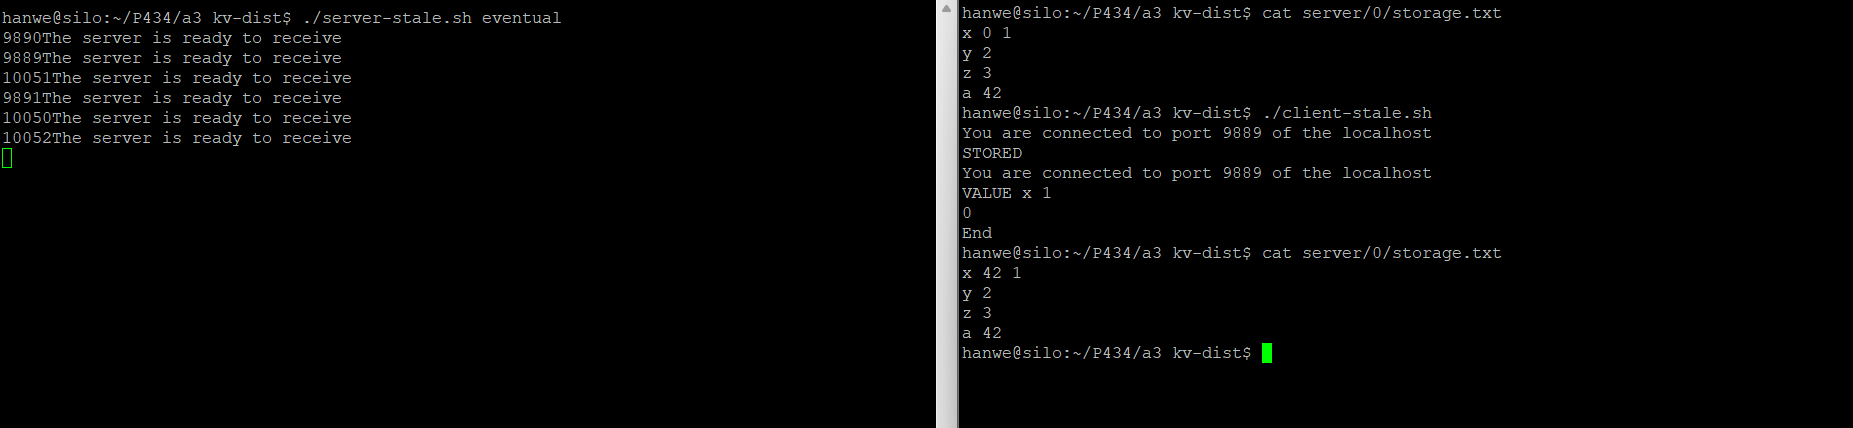 hanwe@silo:~/P434/a3 kv-dist$ ./server-stale.sh eventual
9890The server is ready to receive
9889The server is ready to receive
10051The server is ready to receive
9891The server is ready to receive
10050The server is ready to receive
10052The server is ready to receive
hanwe@silo:~/P434/a3 kv-dist$ cat server/0/storage.txt
x 0 1
y 2
z 3
a 42
hanwe@silo:~/P434/a3 kv-dist$ ./client-stale.sh
You are connected to port 9889 of the localhost
STORED
You are connected to port 9889 of the localhost
VALUE x 1
0
End
hanwe@silo:~/P434/a3 kv-dist$ cat server/0/storage.txt
x 42 1
y 2
z 3
a 42
hanwe@silo:~/P434/a3 kv-dist$